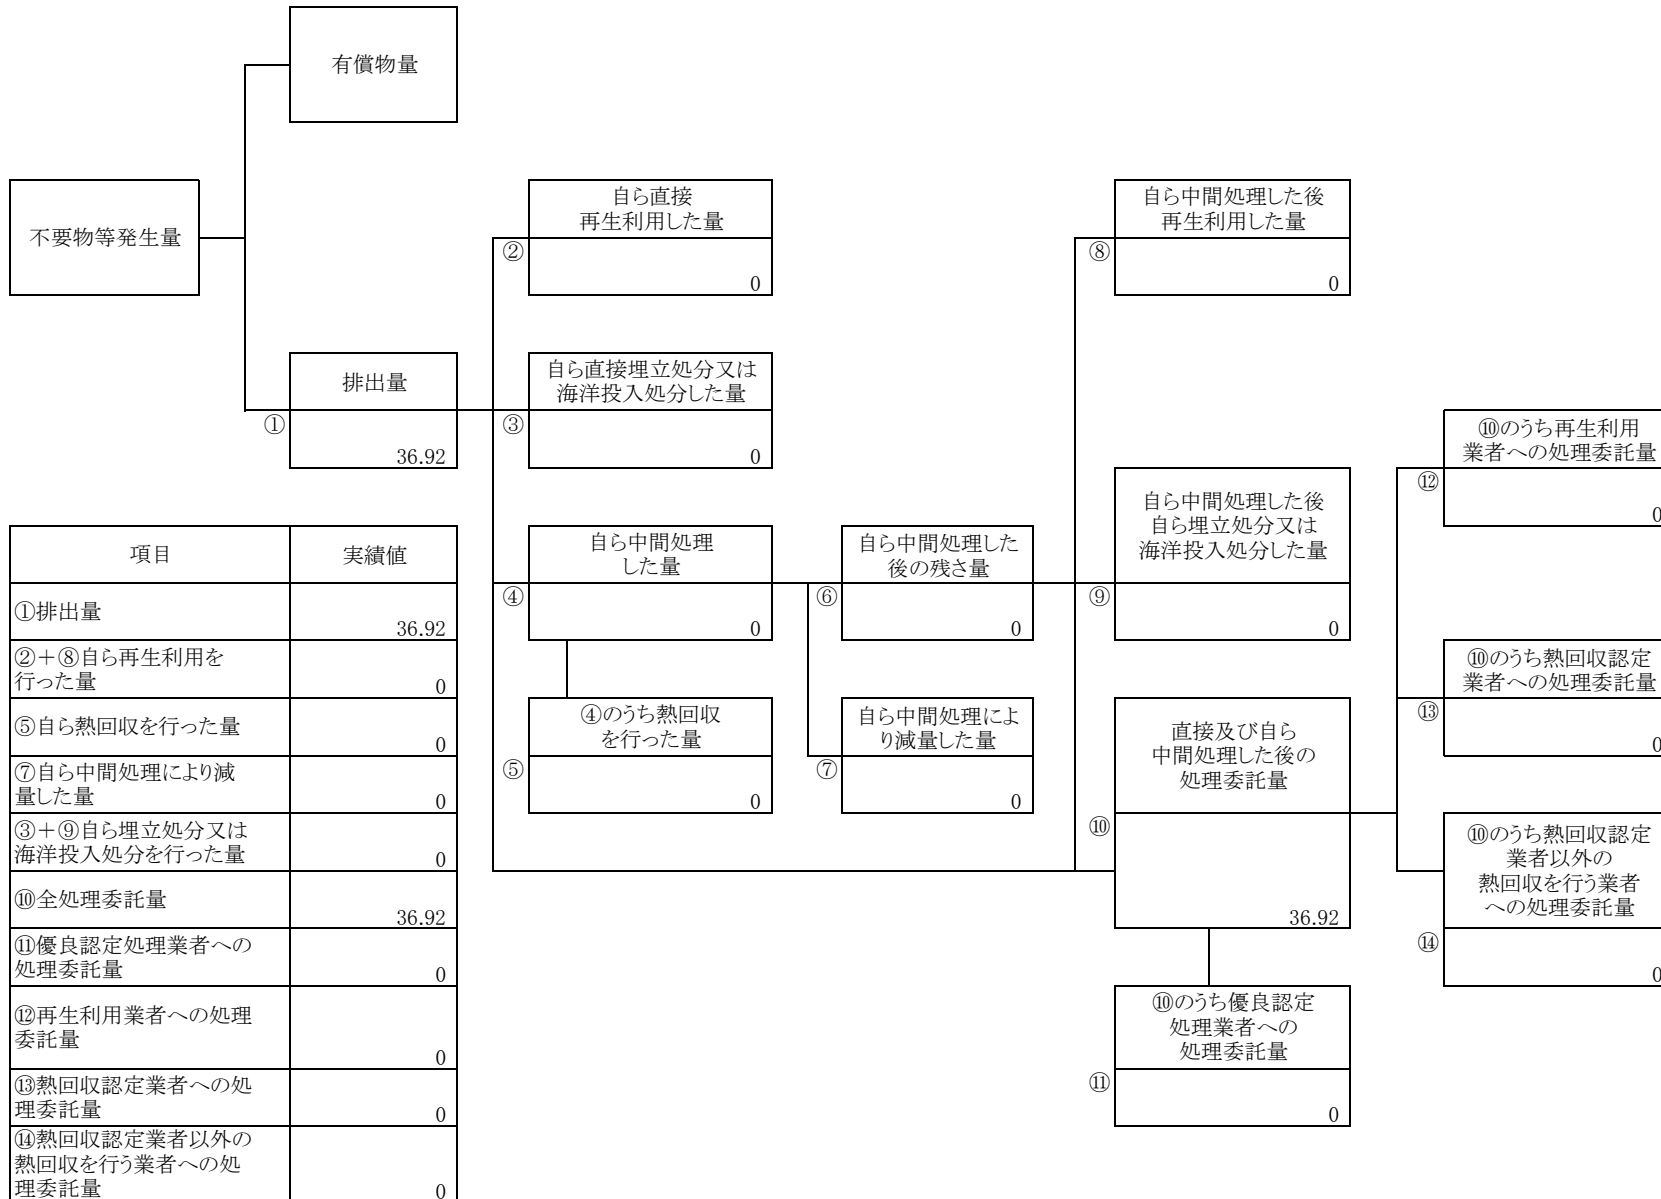 有償物量
不要物等発生量
排出量
①
36.92
自ら直接
再生利用した量
②
0
自ら直接埋立処分又は
海洋投入処分した量
③
0
自ら中間処理
した量
④
0
④のうち熱回収
を行った量
⑤
0
自ら中間処理した
後の残さ量
⑥
0
自ら中間処理によ
り減量した量
⑦
0
自ら中間処理した後
再生利用した量
⑧
0
自ら中間処理した後
自ら埋立処分又は
海洋投入処分した量
⑨
0
直接及び自ら
中間処理した後の
処理委託量
⑩
36.92
⑩のうち優良認定
処理業者への
処理委託量
⑪
0
⑩のうち再生利用
業者への処理委託量
⑫
0
⑩のうち熱回収認定
業者への処理委託量
⑬
0
⑩のうち熱回収認定
業者以外の
熱回収を行う業者
への処理委託量
⑭
0
項目 実績値
①排出量
36.92
②＋⑧自ら再生利用を
行った量 0
⑤自ら熱回収を行った量
0
⑦自ら中間処理により減
量した量 0
③＋⑨自ら埋立処分又は
海洋投入処分を行った量 0
⑩全処理委託量
36.92
⑪優良認定処理業者への
処理委託量 0
⑫再生利用業者への処理
委託量
0
⑬熱回収認定業者への処
理委託量 0
⑭熱回収認定業者以外の
熱回収を行う業者への処
理委託量 0